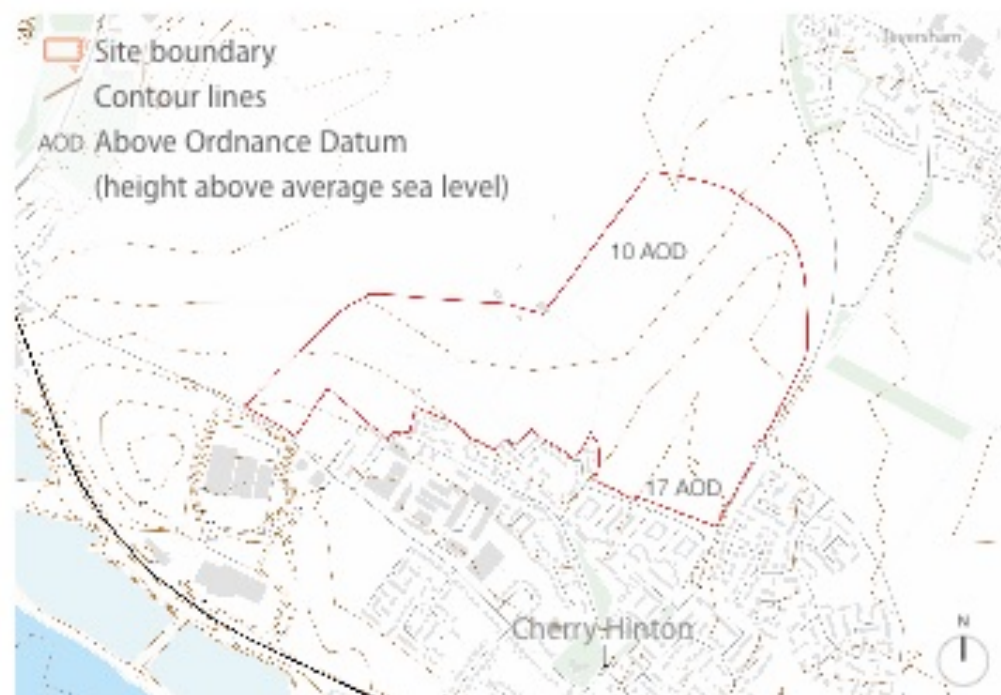 Site boundary
Contour lines
AOD Above Ordnance Datum
(height above average sea level)
Teversham
10 AOD
17 AOD
Cherry Hinton
N